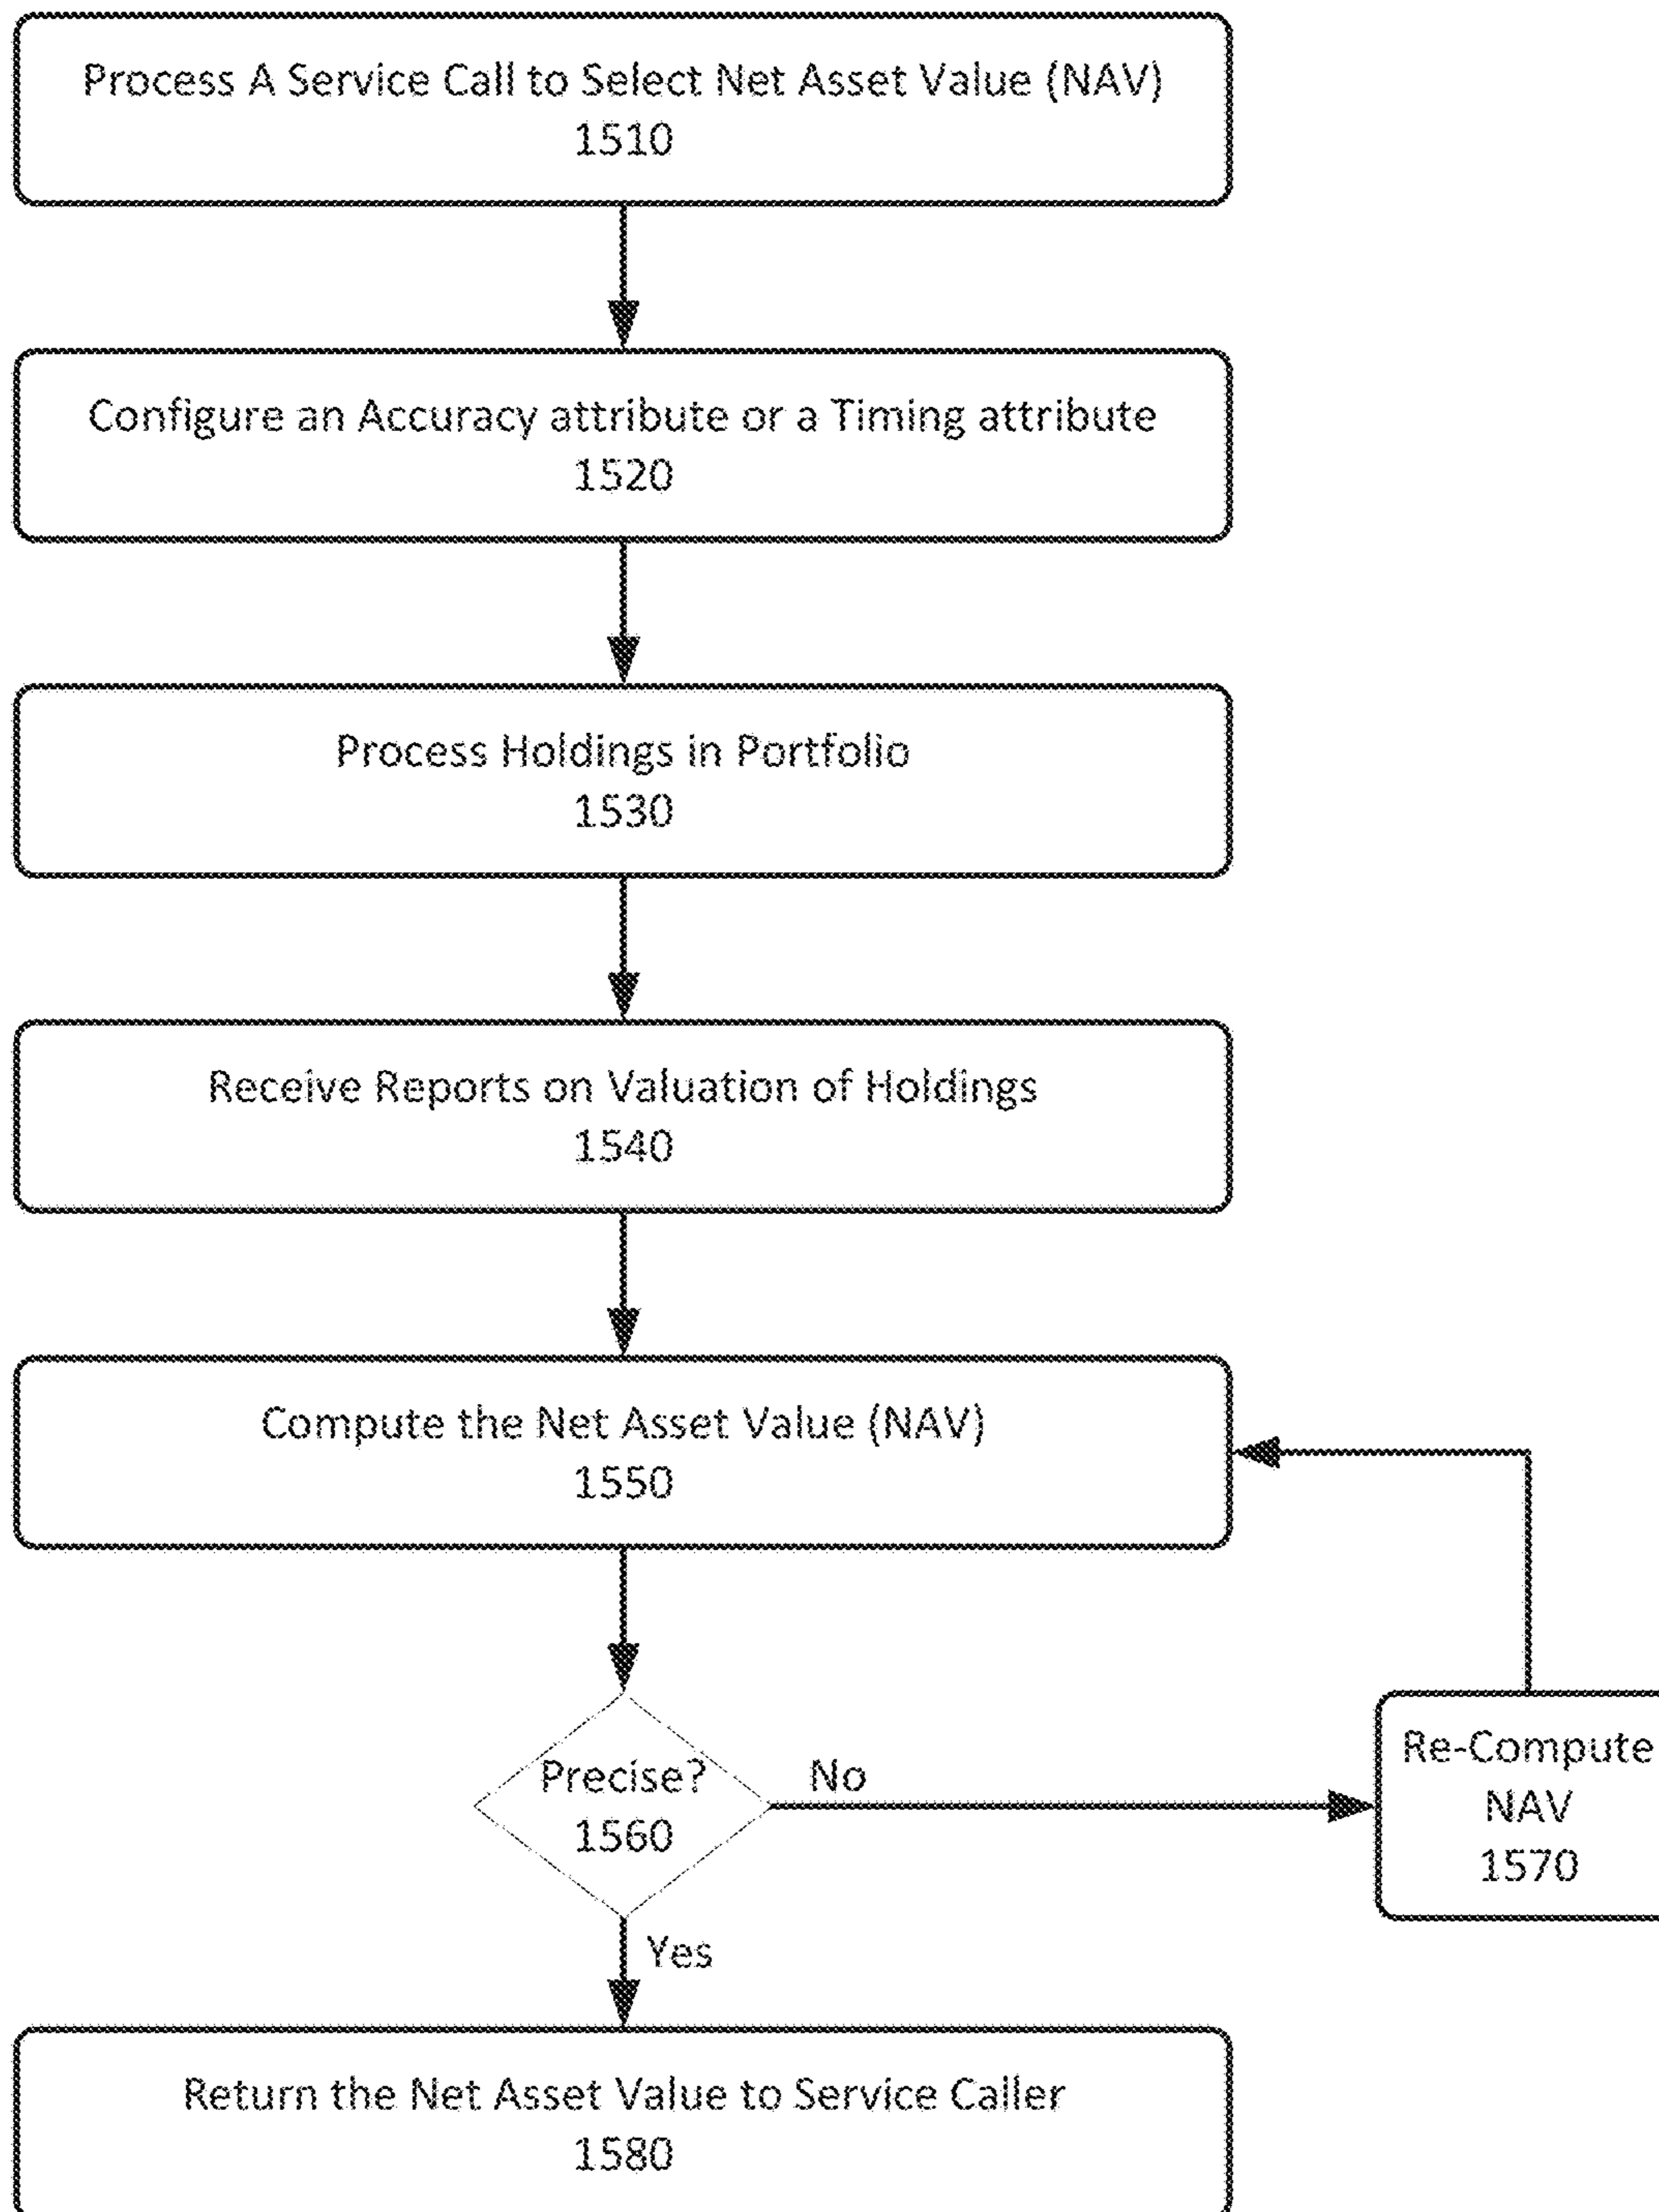 Process A Service Call to Select Net Asset Value (NAV)
1510
Configure an Accuracy attribute or a Timing attribute
1520
Process Holdings in Portfolio
1530
Receive Reports on Valuation of Holdings
1540
Compute the Net Asset Value (NAV)
1550
Precise?
1560
No
Re-Compute
NAV
1570
Yes
Return the Net Asset Value to Service Caller
1580